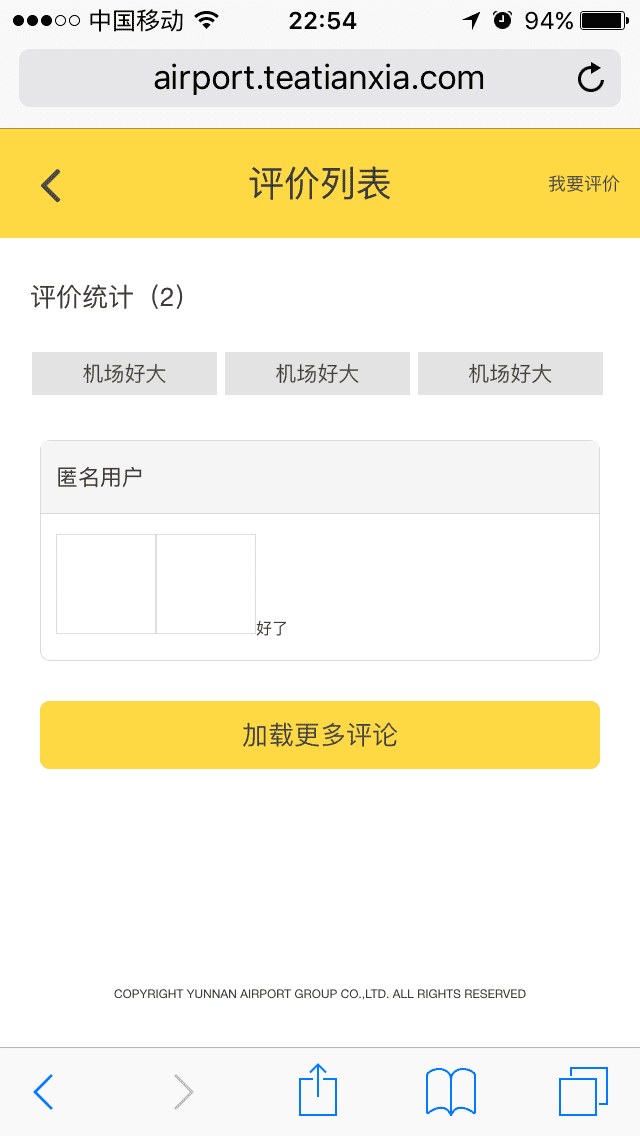 中国移动 22:54 94%
airport.teatianxia.com
评价列表 我要评价
评价统计（2）
机场好大 机场好大 机场好大
匿名用户
好了
加载更多评论
COPYRIGHT YUNNAN AIRPORT GROUP CO.,LTD. ALL RIGHTS RESERVED